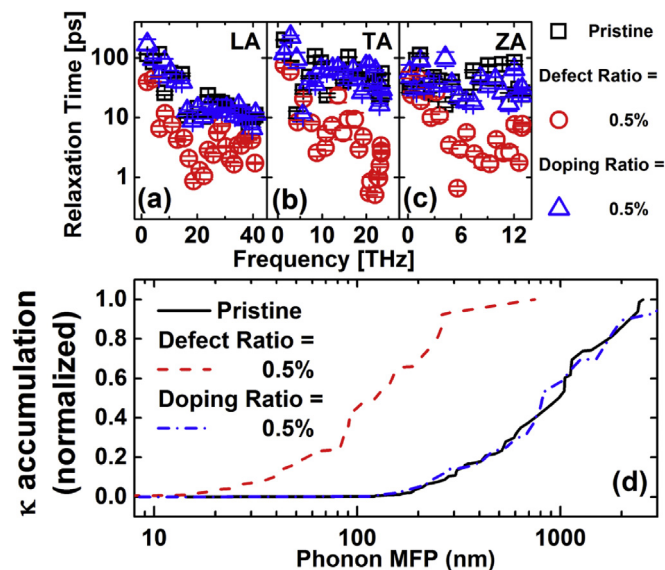 LA
TA
ZA
Relaxation Time [ps]
100
10
1
(a)
(b)
(c)
0 10 20 30 40
0 10 20
0 6 12
Frequency [THz]
Pristine
Defect Ratio =
0.5%
Doping Ratio =
0.5%
κ accumulation
(normalized)
1.0
0.8
0.6
0.4
0.2
0.0
Pristine
Defect Ratio =
0.5%
Doping Ratio =
0.5%
(d)
10 100 1000
Phonon MFP (nm)